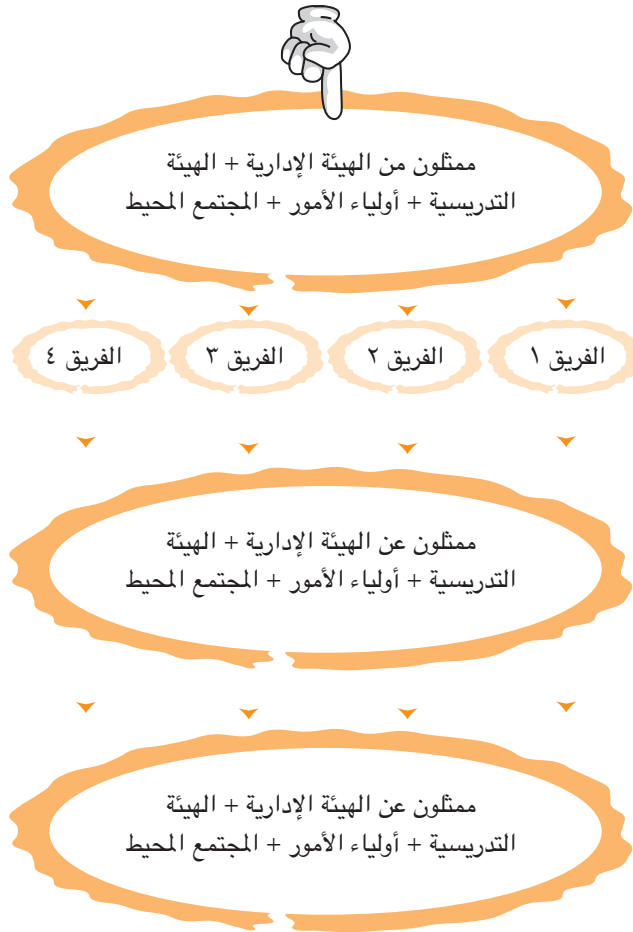 ممثلون من الهيئة الإدارية + الهيئة
التدريسية + أولياء الأمور + المجتمع المحيط
الفريق ١
الفريق ٢
الفريق ٣
الفريق ٤
ممثلون عن الهيئة الإدارية + الهيئة
التدريسية + أولياء الأمور + المجتمع المحيط
ممثلون عن الهيئة الإدارية + الهيئة
التدريسية + أولياء الأمور + المجتمع المحيط